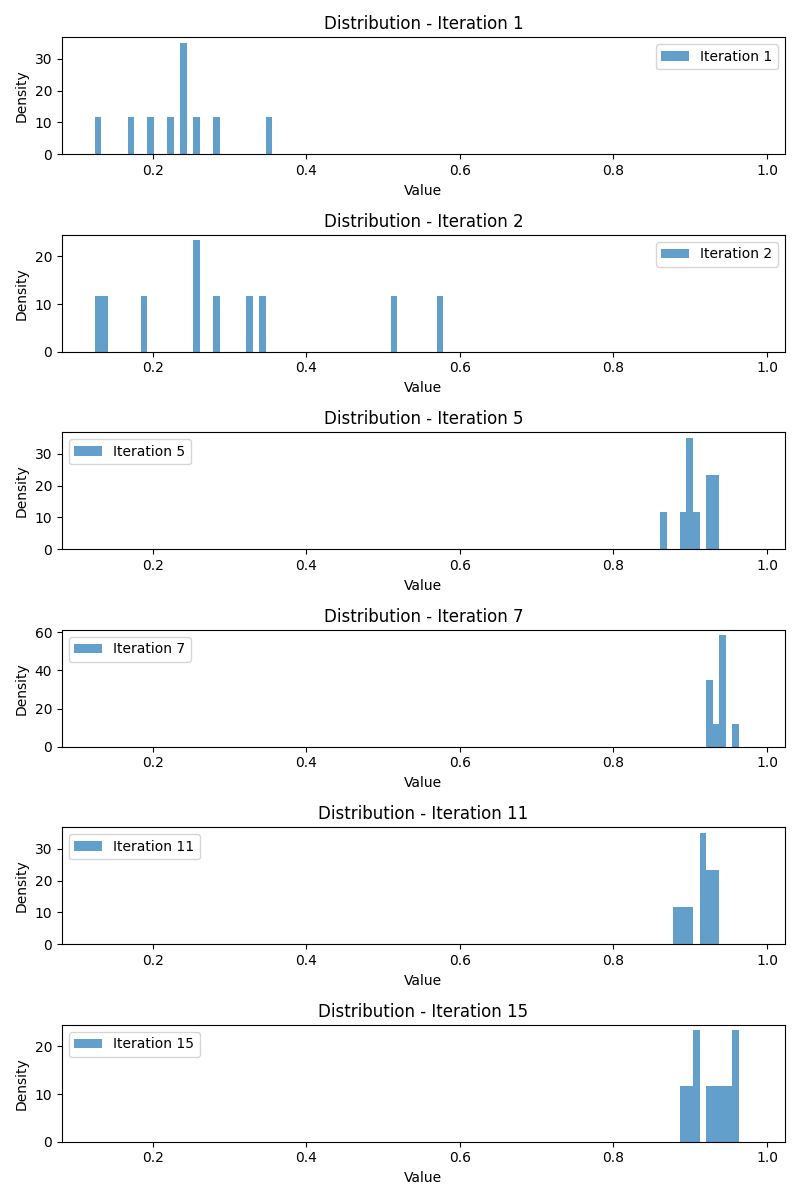 Distribution - Iteration 1
Density
30
20
10
0
Iteration 1
0.2 0.4 0.6 0.8 1.0
Value
Distribution - Iteration 2
Density
20
10
0
Iteration 2
0.2 0.4 0.6 0.8 1.0
Value
Distribution - Iteration 5
Density
30
20
10
0
Iteration 5
0.2 0.4 0.6 0.8 1.0
Value
Distribution - Iteration 7
Density
60
40
20
0
Iteration 7
0.2 0.4 0.6 0.8 1.0
Value
Distribution - Iteration 11
Density
30
20
10
0
Iteration 11
0.2 0.4 0.6 0.8 1.0
Value
Distribution - Iteration 15
Density
20
10
0
Iteration 15
0.2 0.4 0.6 0.8 1.0
Value